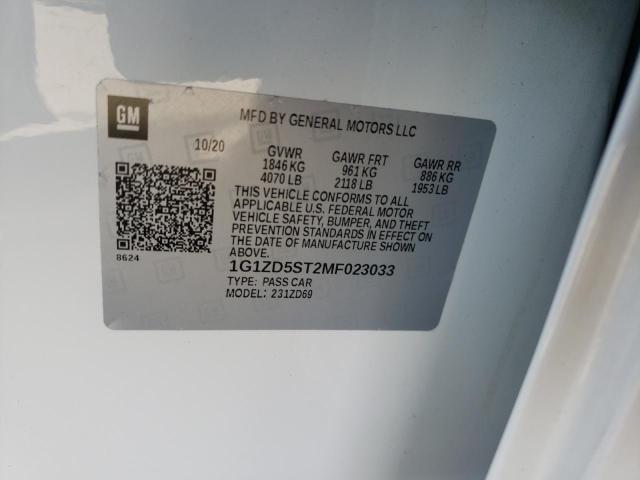 GM
MFD BY GENERAL MOTORS LLC
10/20 GVWR GAWR FRT GAWR RR
1846 KG 961 KG 886 KG
4070 LB 2118 LB 1953 LB
THIS VEHICLE CONFORMS TO ALL
APPLICABLE U.S. FEDERAL MOTOR
VEHICLE SAFETY, BUMPER, AND THEFT
PREVENTION STANDARDS IN EFFECT ON
THE DATE OF MANUFACTURE SHOWN
ABOVE.
8624
1G1ZD5ST2MF023033
TYPE: PASS CAR
MODEL: 231ZD69